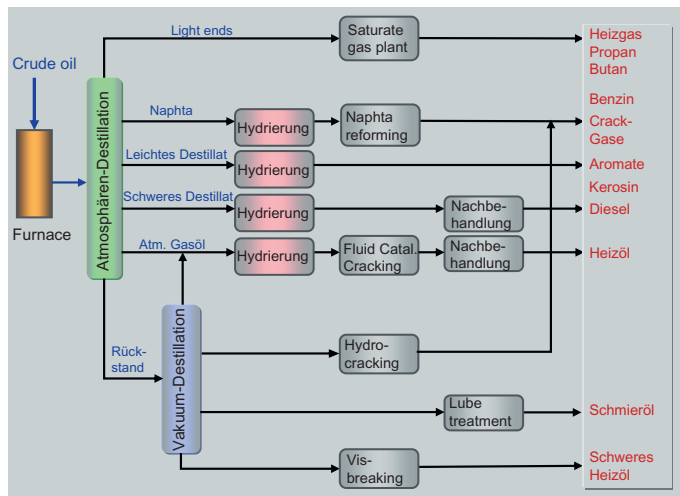 Light ends
Saturate
gas plant
Heizgas
Propan
Butan
Crude oil
Furnace
Atmosphären-Destillation
Naphta
Hydrierung
Naphta
reforming
Benzin
Crack-
Gase
Leichtes Destillat
Hydrierung
Aromate
Kerosin
Schweres Destillat
Hydrierung
Nachbe-
handlung
Diesel
Atm. Gasöl
Hydrierung
Fluid Catal.
Cracking
Nachbe-
handlung
Heizöl
Rück-
stand
Vakuum-Destillation
Hydro-
cracking
Lube
treatment
Schmieröl
Vis-
breaking
Schweres
Heizöl